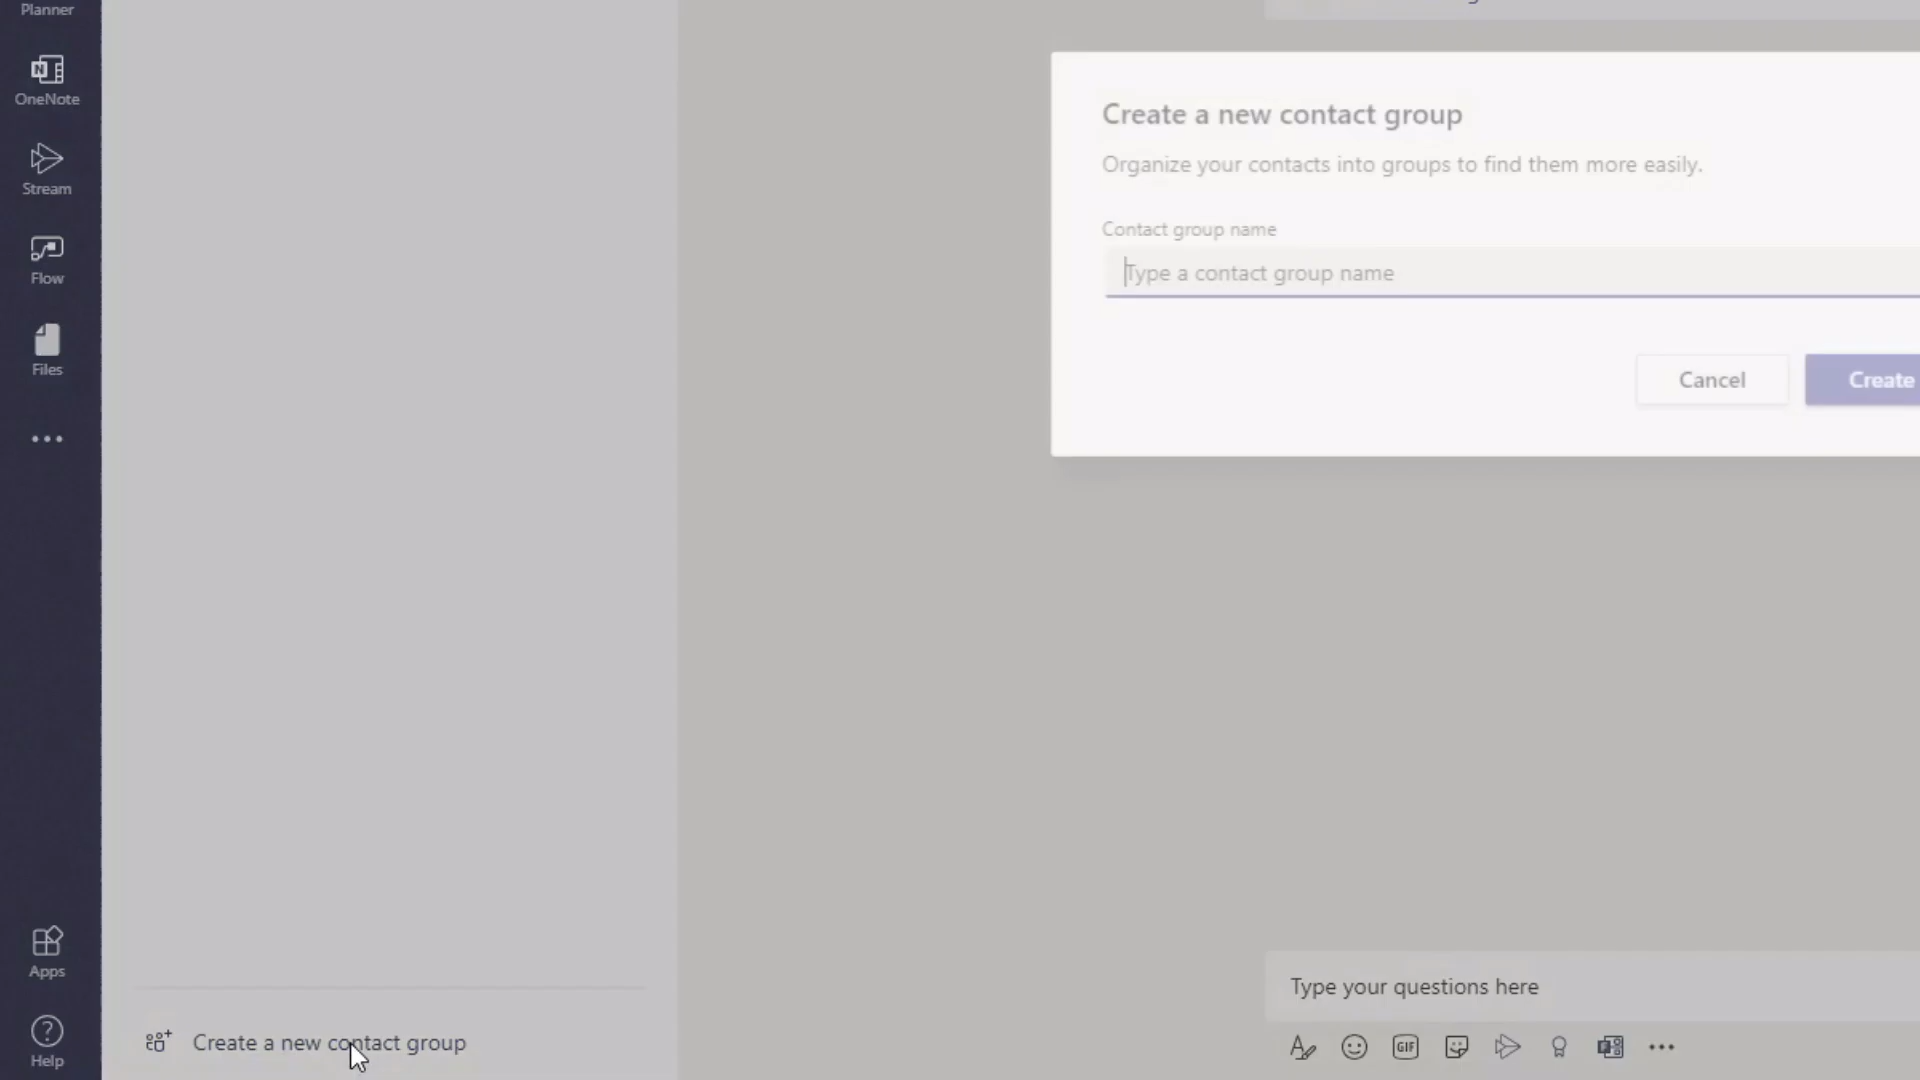 Planner
OneNote
Stream
Flow
Files
Apps
Help
Create a new contact group
Create a new contact group
Organize your contacts into groups to find them more easily.
Contact group name
Type a contact group name
Cancel
Create
Type your questions here
GIF